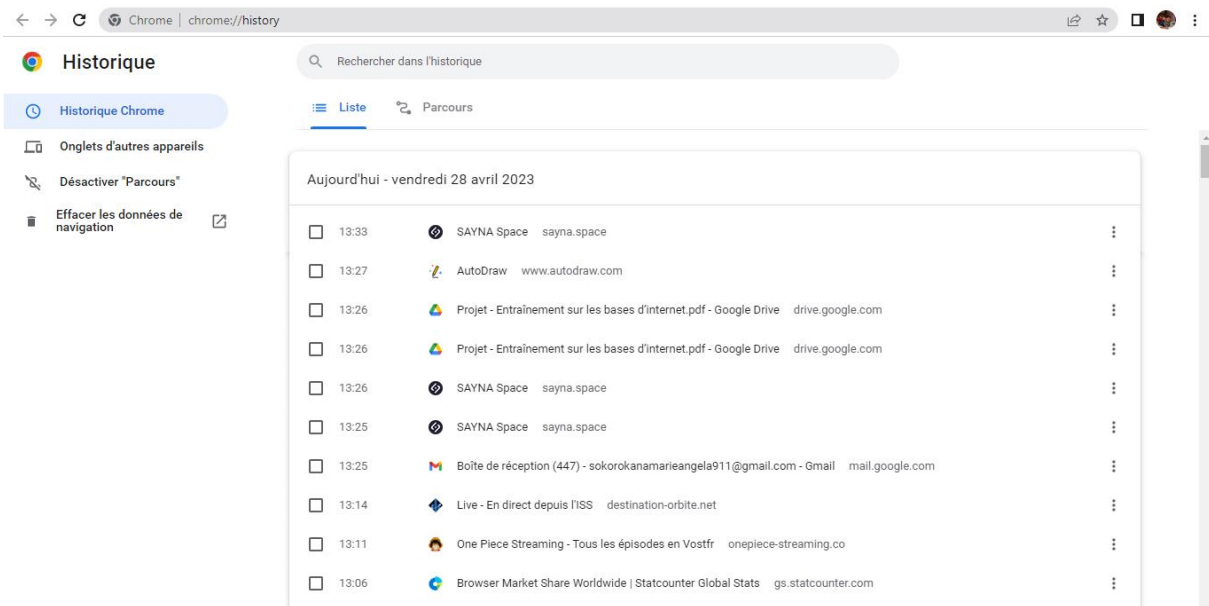 Chrome | chrome://history
Historique
Rechercher dans l'historique
Historique Chrome
Onglets d'autres appareils
Désactiver "Parcours"
Effacer les données de
navigation
Liste Parcours
Aujourd'hui - vendredi 28 avril 2023
13:33 SAYNA Space sayna.space
13:27 AutoDraw www.autodraw.com
13:26 Projet - Entraînement sur les bases d'internet.pdf - Google Drive drive.google.com
13:26 Projet - Entraînement sur les bases d'internet.pdf - Google Drive drive.google.com
13:26 SAYNA Space sayna.space
13:25 SAYNA Space sayna.space
13:25 Boîte de réception (447) - sokorokanamarieangela911@gmail.com - Gmail mail.google.com
13:14 Live - En direct depuis l'ISS destination-orbite.net
13:11 One Piece Streaming - Tous les épisodes en Vostfr onepiece-streaming.co
13:06 Browser Market Share Worldwide | Statcounter Global Stats gs.statcounter.com